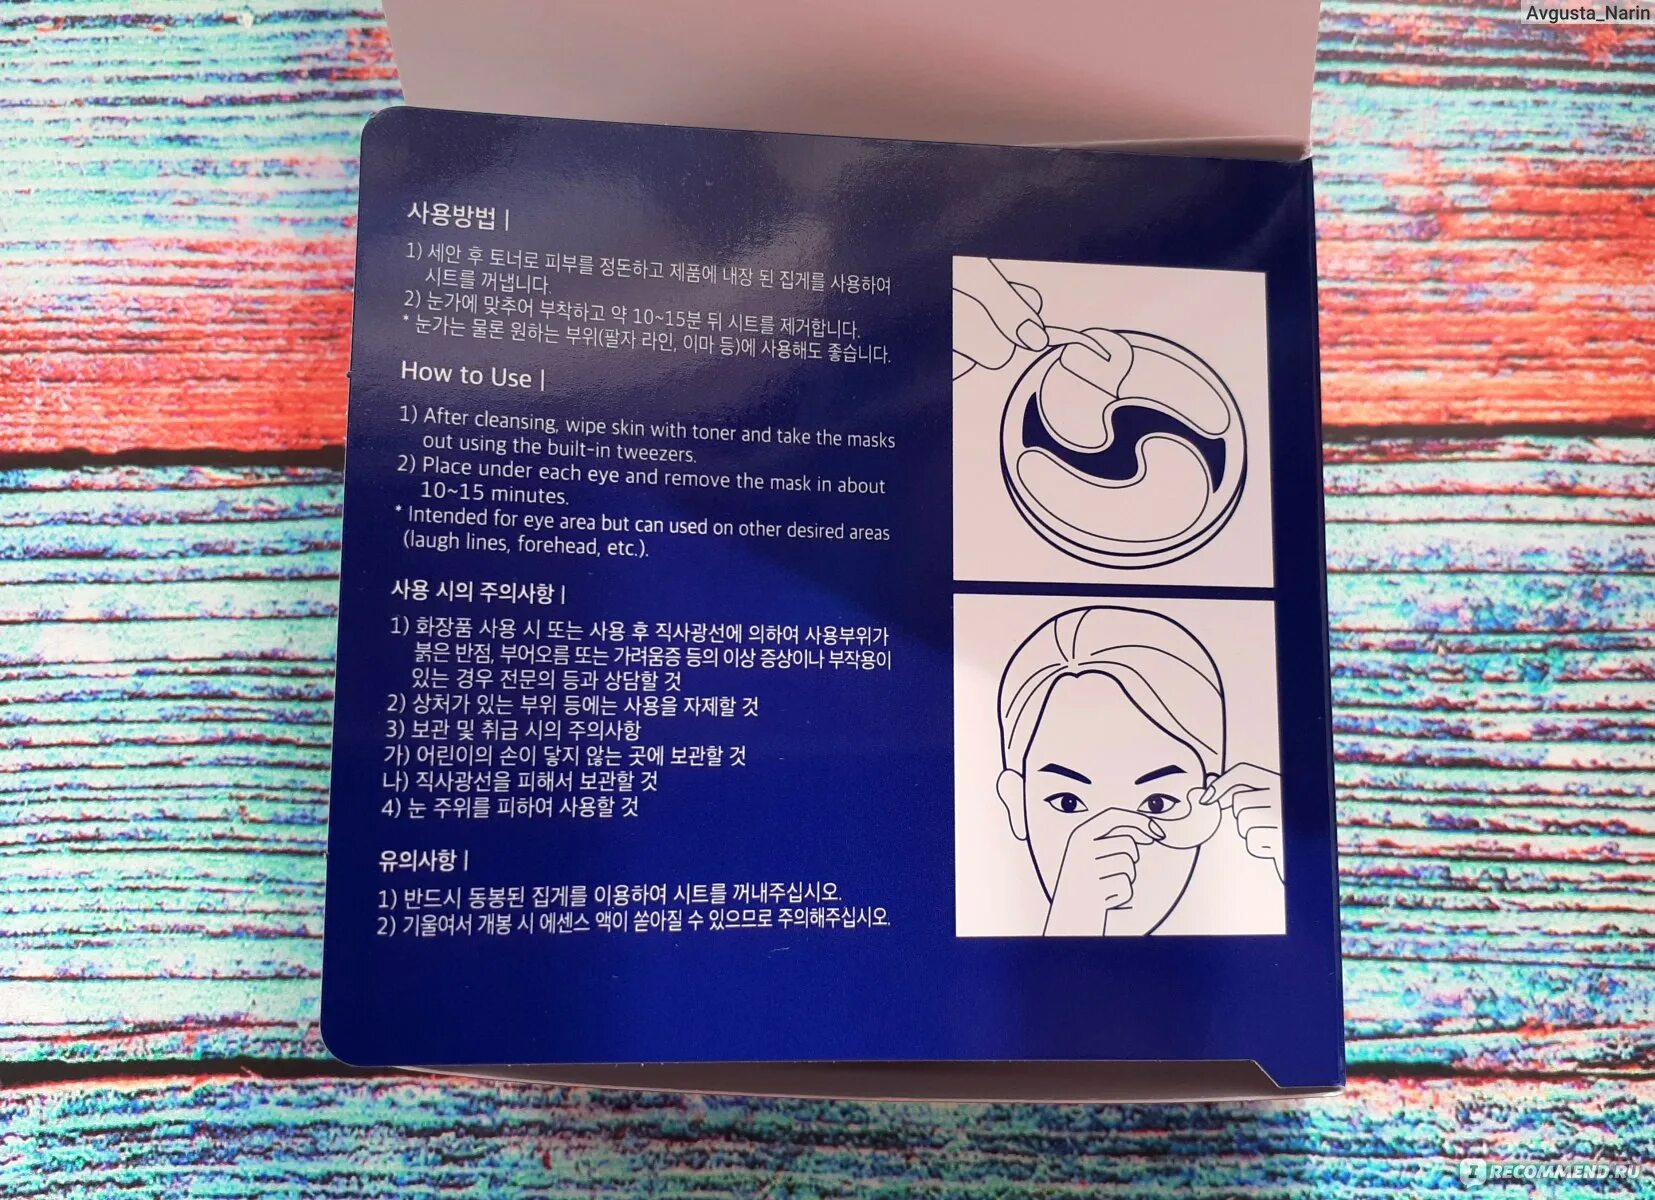 Avgusta_Narin
사용방법 |
1) 세안 후 토너로 피부를 정돈하고 제품에 내장 된 집게를 사용하여
시트를 꺼냅니다.
2) 눈가에 맞추어 부착하고 약 10~15분 뒤 시트를 제거합니다.
* 눈가는 물론 원하는 부위(팔자 라인, 이마 등)에 사용해도 좋습니다.
How to Use |
1) After cleansing, wipe skin with toner and take the masks
out using the built-in tweezers.
2) Place under each eye and remove the mask in about
10~15 minutes.
* Intended for eye area but can used on other desired areas
(laugh lines, forehead, etc.).
사용 시의 주의사항 |
1) 화장품 사용 시 또는 사용 후 직사광선에 의하여 사용부위가
붉은 반점, 부어오름 또는 가려움증 등의 이상 증상이나 부작용이
있는 경우 전문의 등과 상담할 것
2) 상처가 있는 부위 등에는 사용을 자제할 것
3) 보관 및 취급 시의 주의사항
가) 어린이의 손이 닿지 않는 곳에 보관할 것
나) 직사광선을 피해서 보관할 것
4) 눈 주위를 피하여 사용할 것
유의사항 |
1) 반드시 동봉된 집게를 이용하여 시트를 꺼내주십시오.
2) 기울여서 개봉 시 에센스 액이 쏟아질 수 있으므로 주의해주십시오.
RECOMMEND.RU